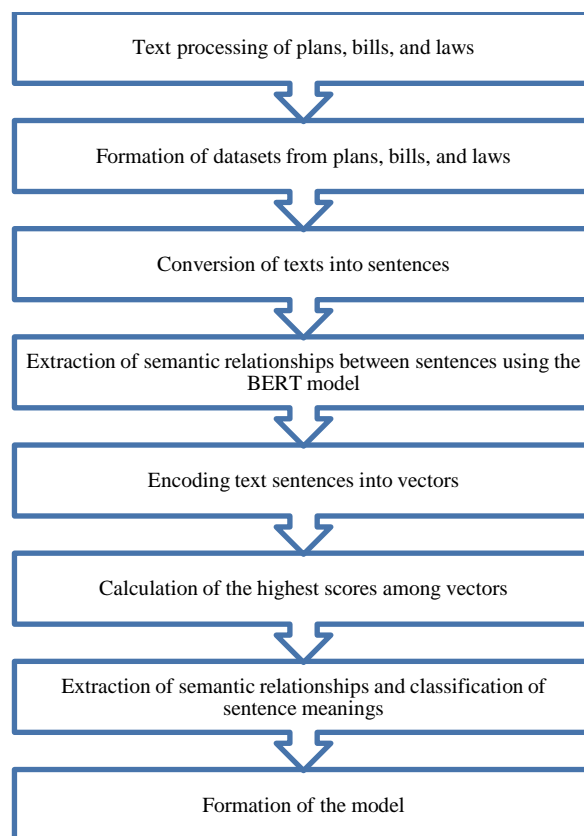 Text processing of plans, bills, and laws
Formation of datasets from plans, bills, and laws
Conversion of texts into sentences
Extraction of semantic relationships between sentences using the
BERT model
Encoding text sentences into vectors
Calculation of the highest scores among vectors
Extraction of semantic relationships and classification of
sentence meanings
Formation of the model